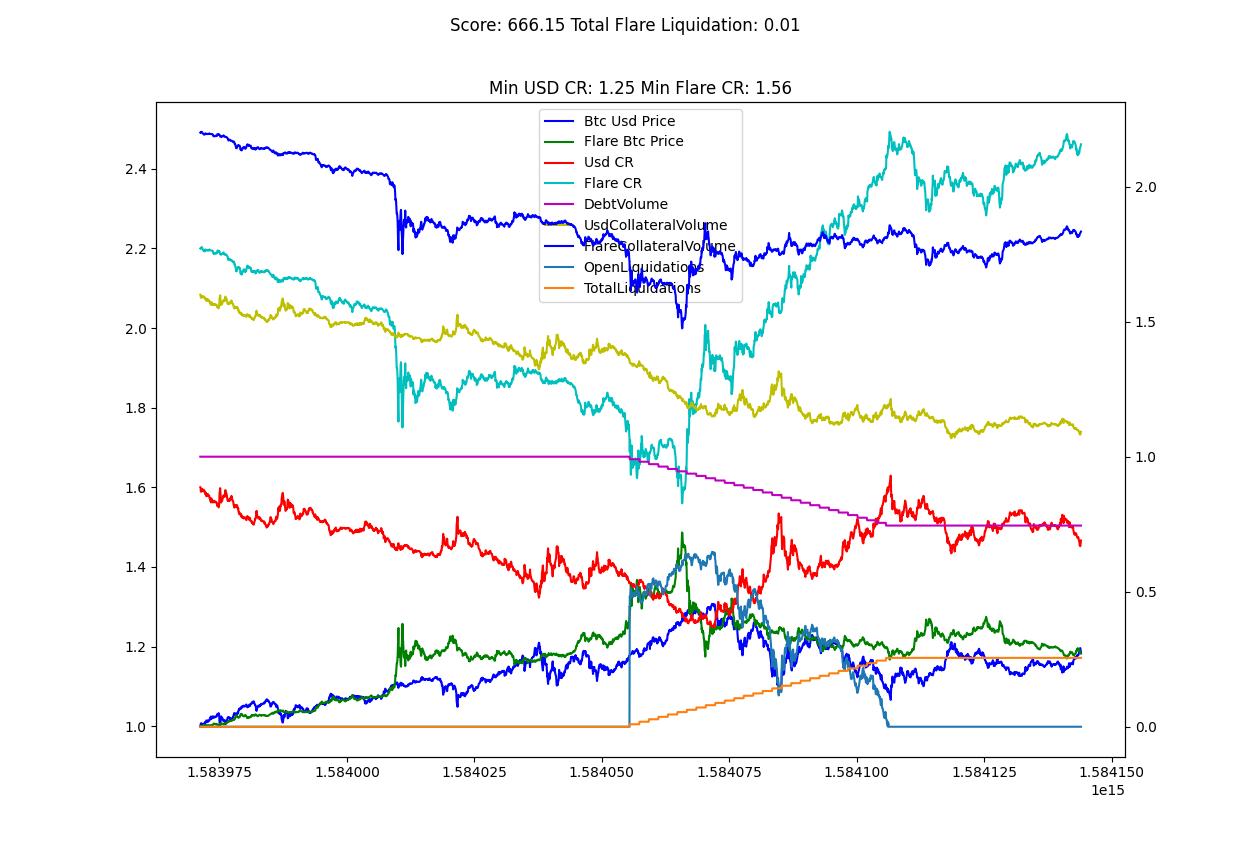 Score: 666.15 Total Flare Liquidation: 0.01
Min USD CR: 1.25 Min Flare CR: 1.56
Btc Usd Price
Flare Btc Price
Usd CR
Flare CR
DebtVolume
UsdCollateralVolume
FlareCollateralVolume
OpenLiquidations
TotalLiquidations
2.4
2.2
2.0
1.8
1.6
1.4
1.2
1.0
2.0
1.5
1.0
0.5
0.0
1.583975 1.584000 1.584025 1.584050 1.584075 1.584100 1.584125 1.584150
1e15